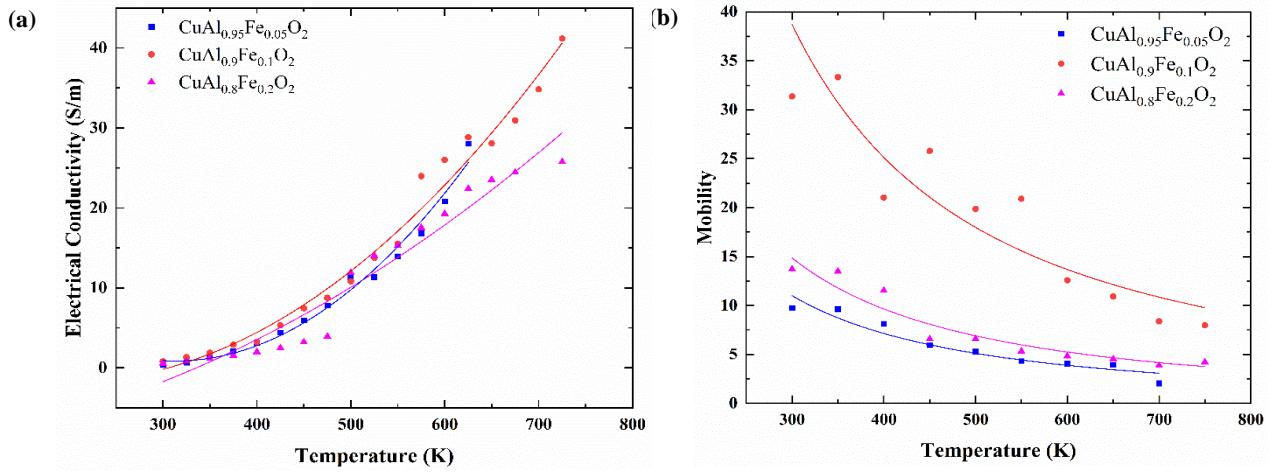 (a)
CuAl₀.₉₅Fe₀.₀₅O₂
CuAl₀.₉Fe₀.₁O₂
CuAl₀.₈Fe₀.₂O₂
Electrical Conductivity (S/m)
40
30
20
10
0
300 400 500 600 700 800
Temperature (K)
(b)
CuAl₀.₉₅Fe₀.₀₅O₂
CuAl₀.₉Fe₀.₁O₂
CuAl₀.₈Fe₀.₂O₂
Mobility
40
35
30
25
20
15
10
5
0
300 400 500 600 700 800
Temperature (K)